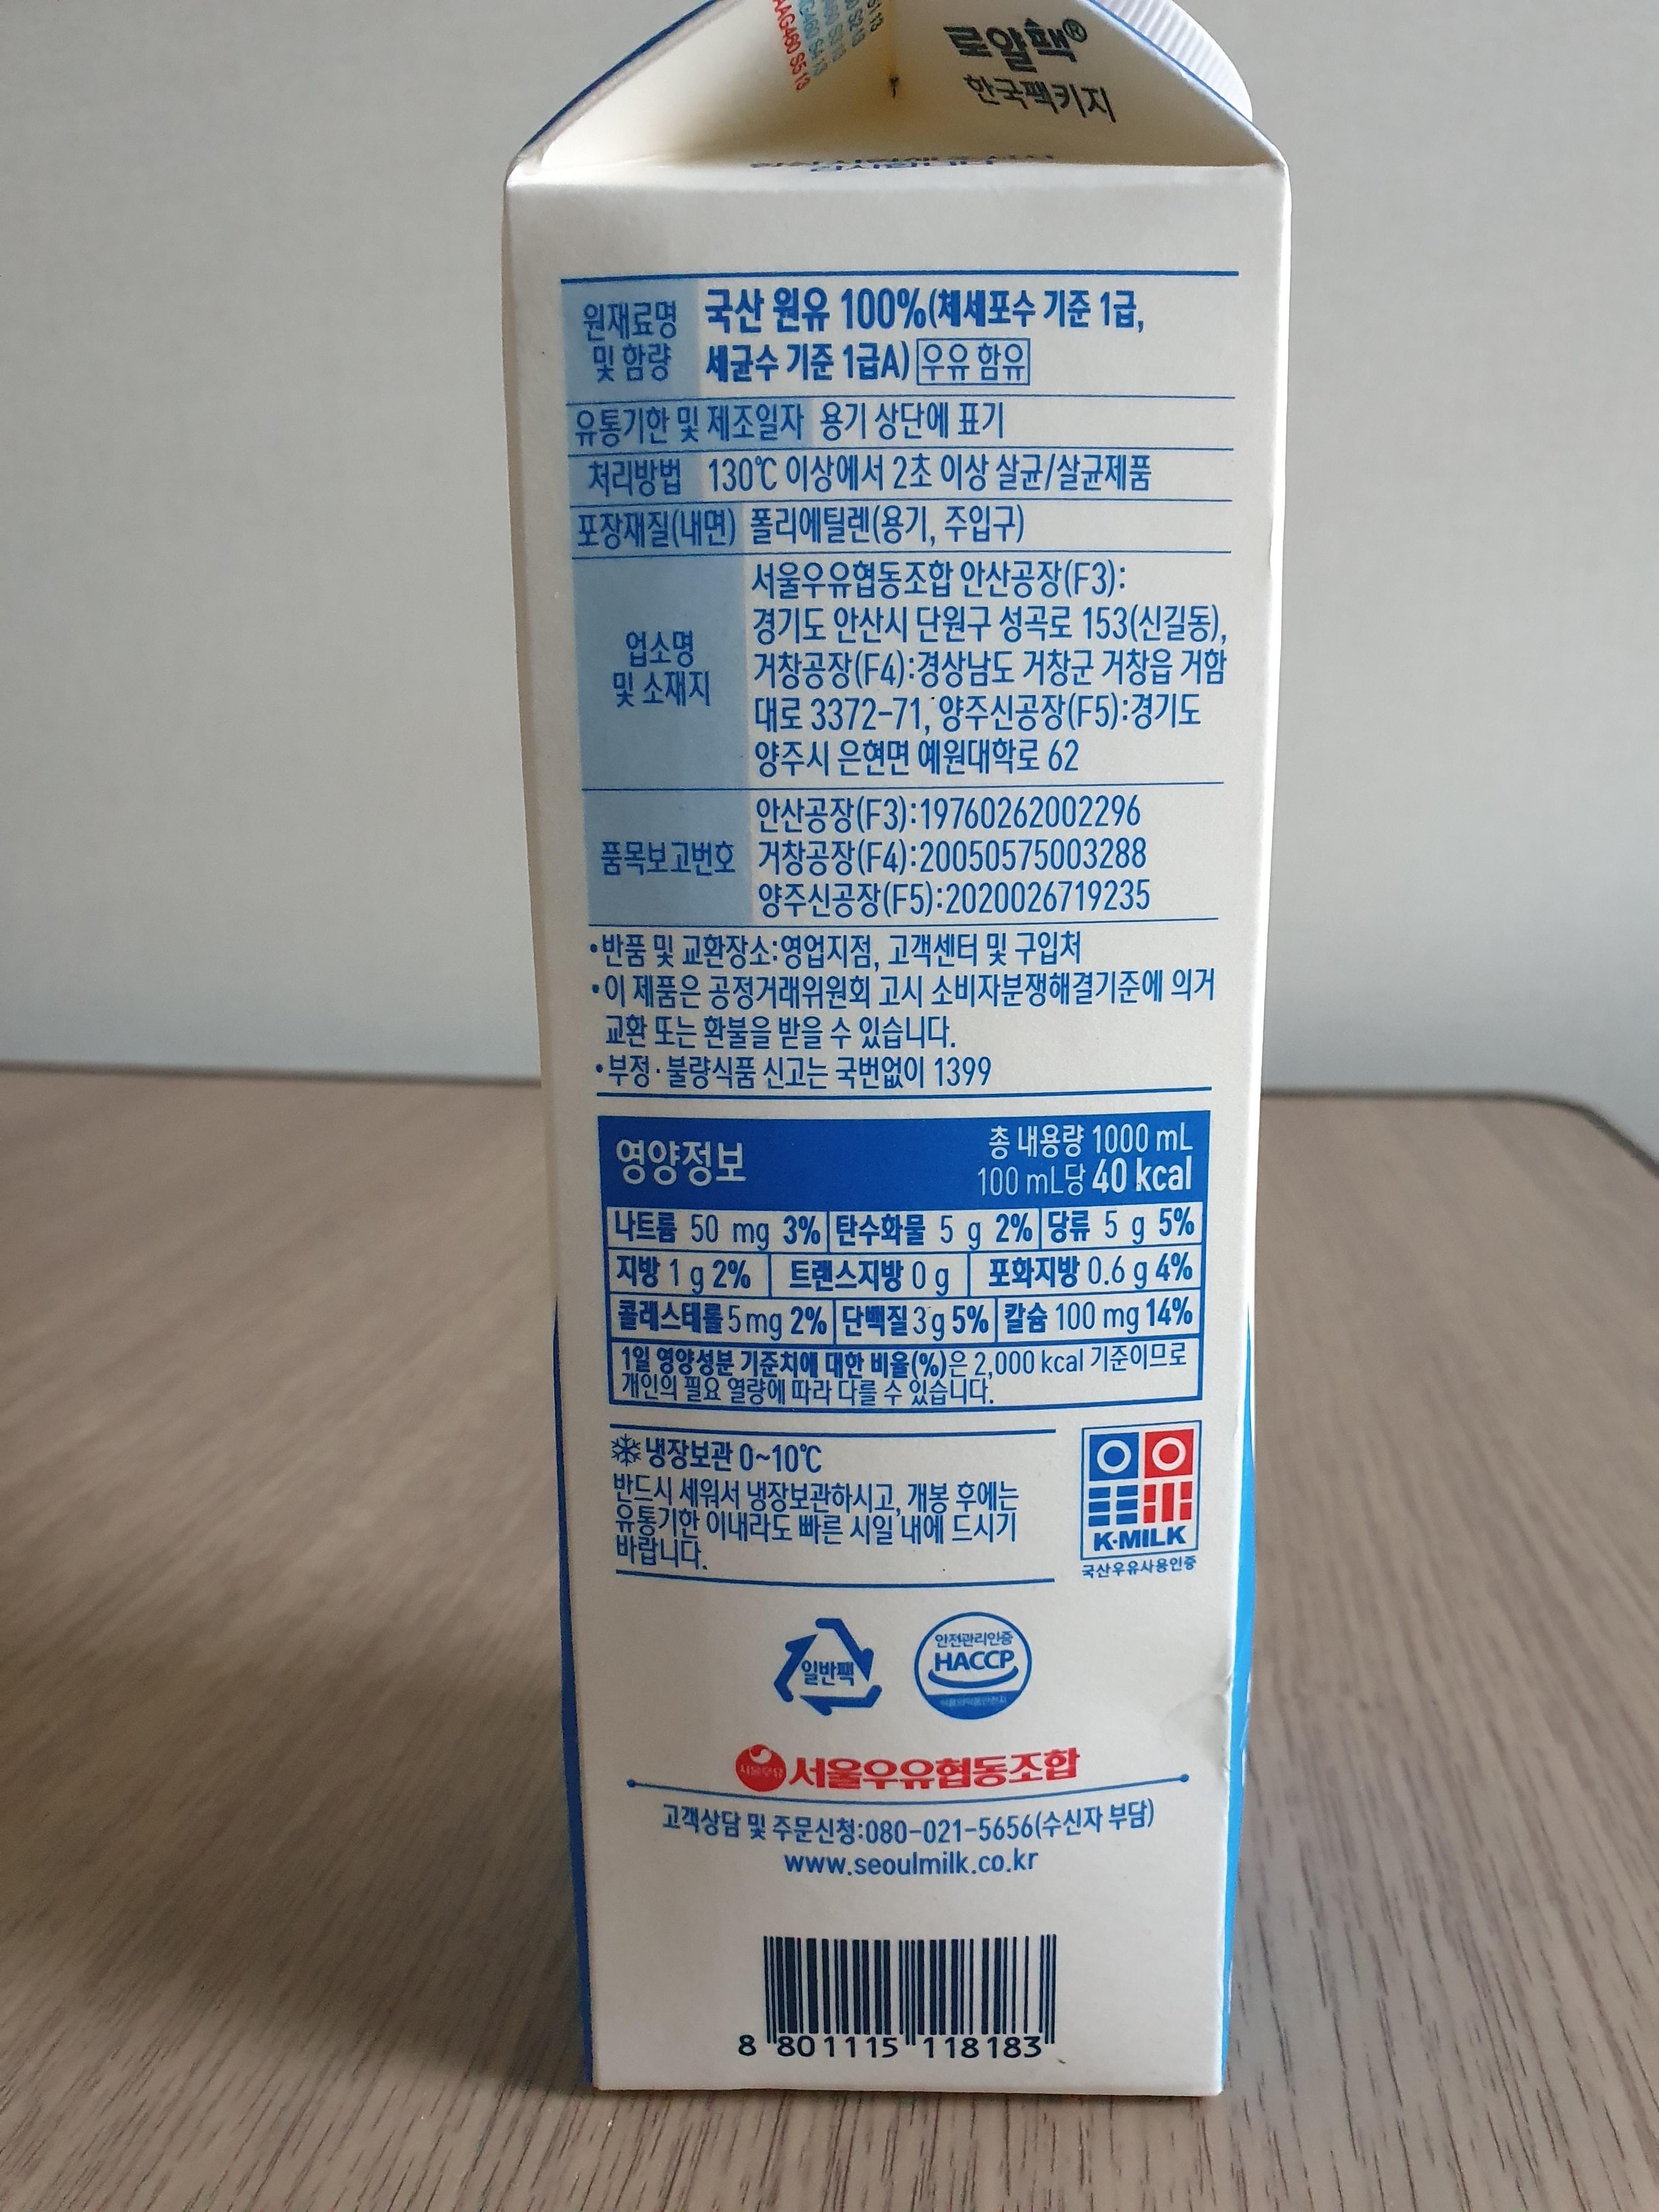 로얄팩®
한국팩키지
원재료명 및 함량
국산 원유 100%(체세포수 기준 1급,
세균수 기준 1급A) 우유 함유
유통기한 및 제조일자 용기 상단에 표기
처리방법 130℃ 이상에서 2초 이상 살균/살균제품
포장재질(내면) 폴리에틸렌(용기, 주입구)
업소명 및 소재지
서울우유협동조합 안산공장(F3):
경기도 안산시 단원구 성곡로 153(신길동),
거창공장(F4):경상남도 거창군 거창읍 거함
대로 3372-71, 양주신공장(F5):경기도
양주시 은현면 예원대학로 62
품목보고번호
안산공장(F3):19760262002296
거창공장(F4):20050575003288
양주신공장(F5):2020026719235
•반품 및 교환장소:영업지점, 고객센터 및 구입처
•이 제품은 공정거래위원회 고시 소비자분쟁해결기준에 의거
교환 또는 환불을 받을 수 있습니다.
•부정·불량식품 신고는 국번없이 1399
영양정보
총 내용량 1000 mL
100 mL당 40 kcal
나트륨 50 mg 3% 탄수화물 5 g 2% 당류 5 g 5%
지방 1 g 2% 트랜스지방 0 g 포화지방 0.6 g 4%
콜레스테롤 5 mg 2% 단백질 3 g 5% 칼슘 100 mg 14%
1일 영양성분 기준치에 대한 비율(%)은 2,000 kcal 기준이므로
개인의 필요 열량에 따라 다를 수 있습니다.
냉장보관 0~10℃
반드시 세워서 냉장보관하시고, 개봉 후에는
유통기한 이내라도 빠른 시일 내에 드시기
바랍니다.
우유
K·MILK
국산우유사용인증
일반팩
안전관리인증
HACCP
식품의약품안전처
서울우유
서울우유협동조합
고객상담 및 주문신청:080-021-5656(수신자 부담)
www.seoulmilk.co.kr
8 801115 118183